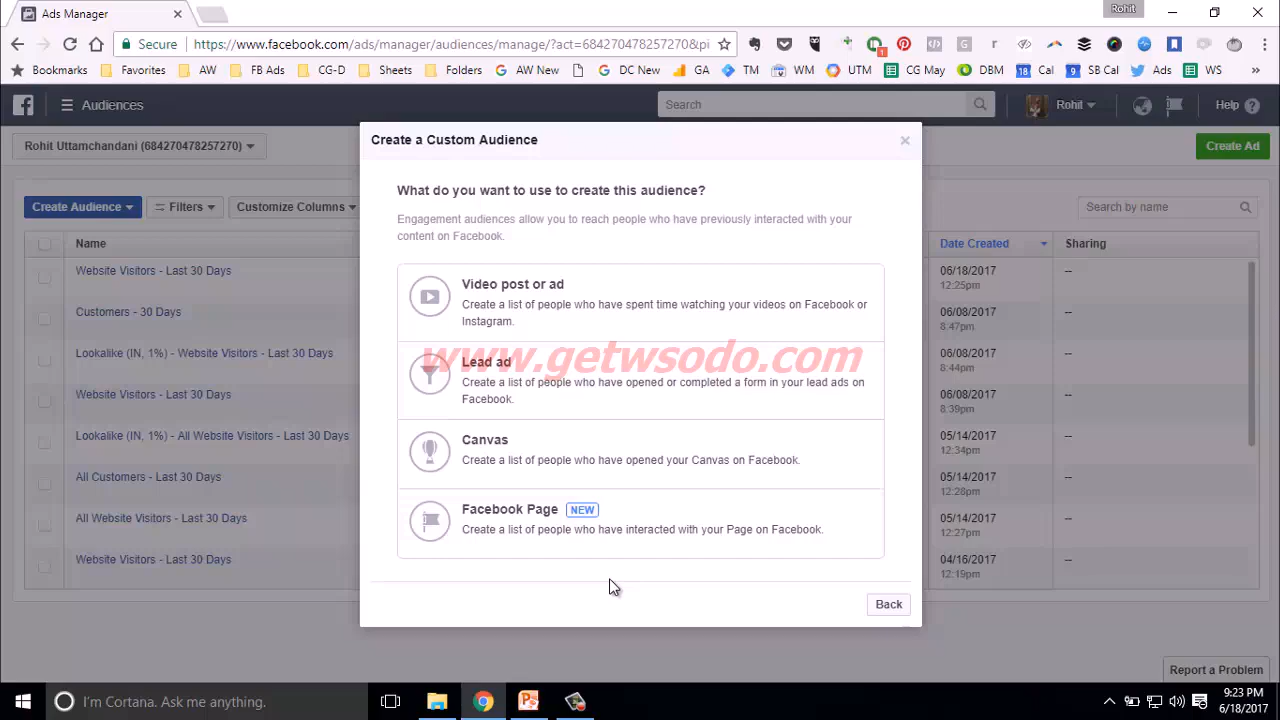 Ads Manager
Rohit
Secure https://www.facebook.com/ads/manager/audiences/manage/?act=684270478257270&pi
Bookmarks Favorites AW FB Ads CG-D Sheets Folders AW New DC New GA TM WM UTM CG May DBM 18 Cal 9 SB Cal Ads WS
Audiences Search Rohit Help
Rohit Uttamchandani (684270478257270) Create Ad
Create Audience Filters Customize Columns Search by name
Name Date Created Sharing
Website Visitors - Last 30 Days 06/18/2017 --
12:25pm
Customers - 30 Days 06/08/2017 --
8:47pm
Lookalike (IN, 1%) - Website Visitors - Last 30 Days 06/08/2017 --
8:44pm
Website Visitors - Last 30 Days 06/08/2017 --
8:39pm
Lookalike (IN, 1%) - All Website Visitors - Last 30 Days 05/14/2017 --
12:34pm
All Customers - Last 30 Days 05/14/2017 --
12:28pm
All Website Visitors - Last 30 Days 05/14/2017 --
12:27pm
Website Visitors - Last 30 Days 04/16/2017 --
12:19pm
Create a Custom Audience
What do you want to use to create this audience?
Engagement audiences allow you to reach people who have previously interacted with your
content on Facebook.
Video post or ad
Create a list of people who have spent time watching your videos on Facebook or
Instagram.
www.getwsodo.com
Lead ad
Create a list of people who have opened or completed a form in your lead ads on
Facebook.
Canvas
Create a list of people who have opened your Canvas on Facebook.
Facebook Page NEW
Create a list of people who have interacted with your Page on Facebook.
Back
Report a Problem
I'm Cortana. Ask me anything.
9:23 PM
6/18/2017